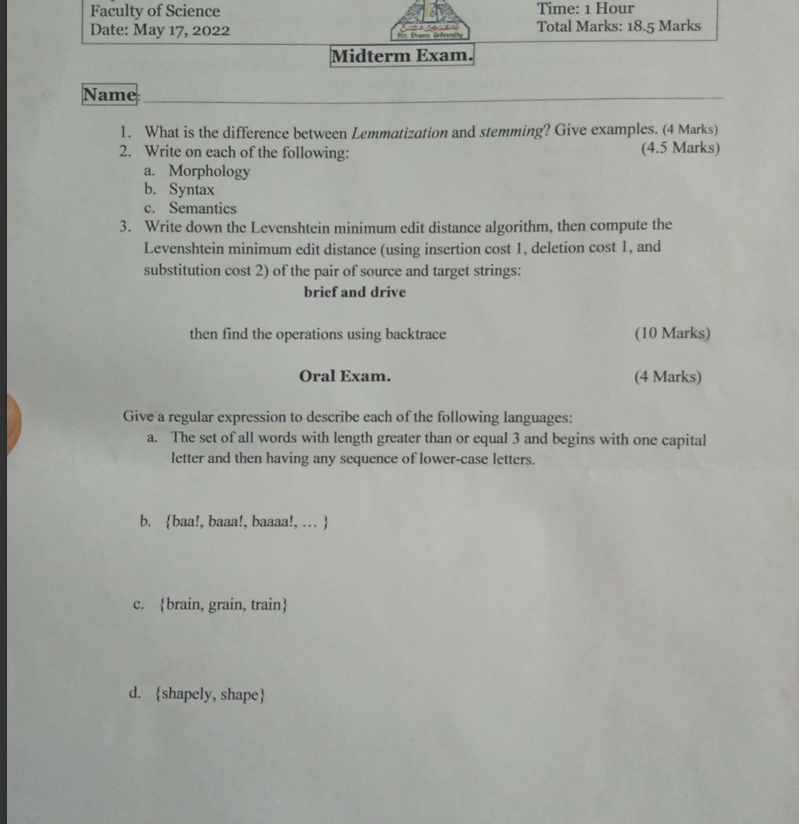 Faculty of Science
Date: May 17, 2022
Time: 1 Hour
Total Marks: 18.5 Marks
Ain Shams University
Midterm Exam.
Name:
1. What is the difference between Lemmatization and stemming? Give examples. (4 Marks)
2. Write on each of the following: (4.5 Marks)
a. Morphology
b. Syntax
c. Semantics
3. Write down the Levenshtein minimum edit distance algorithm, then compute the
Levenshtein minimum edit distance (using insertion cost 1, deletion cost 1, and
substitution cost 2) of the pair of source and target strings:
brief and drive
then find the operations using backtrace (10 Marks)
Oral Exam. (4 Marks)
Give a regular expression to describe each of the following languages:
a. The set of all words with length greater than or equal 3 and begins with one capital
letter and then having any sequence of lower-case letters.
b. {baa!, baaa!, baaaa!, ... }
c. {brain, grain, train}
d. {shapely, shape}